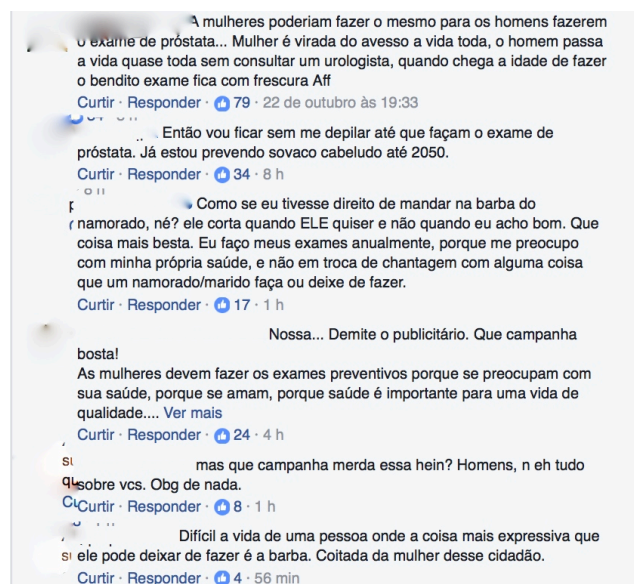 A mulheres poderiam fazer o mesmo para os homens fazerem
o exame de próstata... Mulher é virada do avesso a vida toda, o homem passa
a vida quase toda sem consultar um urologista, quando chega a idade de fazer
o bendito exame fica com frescura Aff
Curtir · Responder · 79 · 22 de outubro às 19:33
Então vou ficar sem me depilar até que façam o exame de
próstata. Já estou prevendo sovaco cabeludo até 2050.
Curtir · Responder · 34 · 8 h
Como se eu tivesse direito de mandar na barba do
namorado, né? ele corta quando ELE quiser e não quando eu acho bom. Que
coisa mais besta. Eu faço meus exames anualmente, porque me preocupo
com minha própria saúde, e não em troca de chantagem com alguma coisa
que um namorado/marido faça ou deixe de fazer.
Curtir · Responder · 17 · 1 h
Nossa... Demite o publicitário. Que campanha
bosta!
As mulheres devem fazer os exames preventivos porque se preocupam com
sua saúde, porque se amam, porque saúde é importante para uma vida de
qualidade.... Ver mais
Curtir · Responder · 24 · 4 h
mas que campanha merda essa hein? Homens, n eh tudo
sobre vcs. Obg de nada.
Curtir · Responder · 8 · 1 h
Difícil a vida de uma pessoa onde a coisa mais expressiva que
ele pode deixar de fazer é a barba. Coitada da mulher desse cidadão.
Curtir · Responder · 4 · 56 min